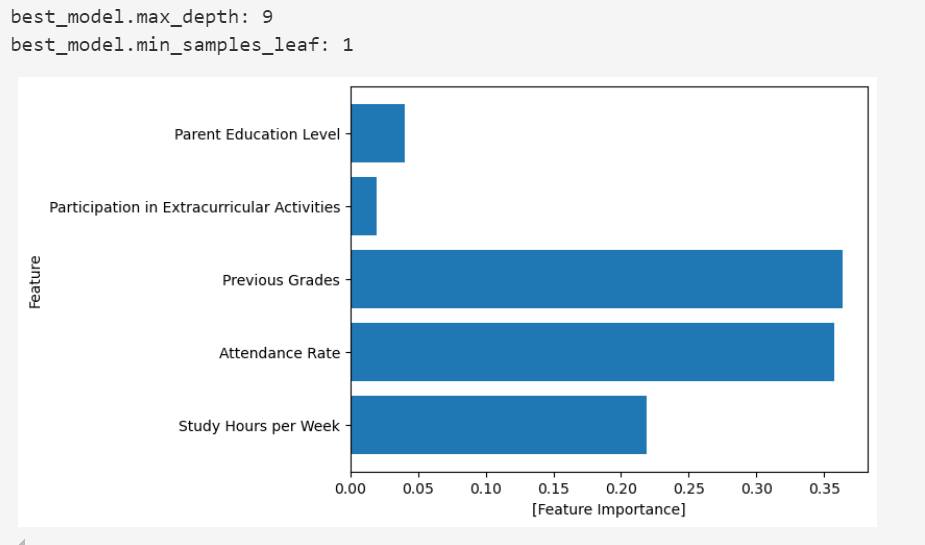 best_model.max_depth: 9
best_model.min_samples_leaf: 1
Parent Education Level
Participation in Extracurricular Activities
Previous Grades
Attendance Rate
Study Hours per Week
Feature
0.00 0.05 0.10 0.15 0.20 0.25 0.30 0.35
[Feature Importance]